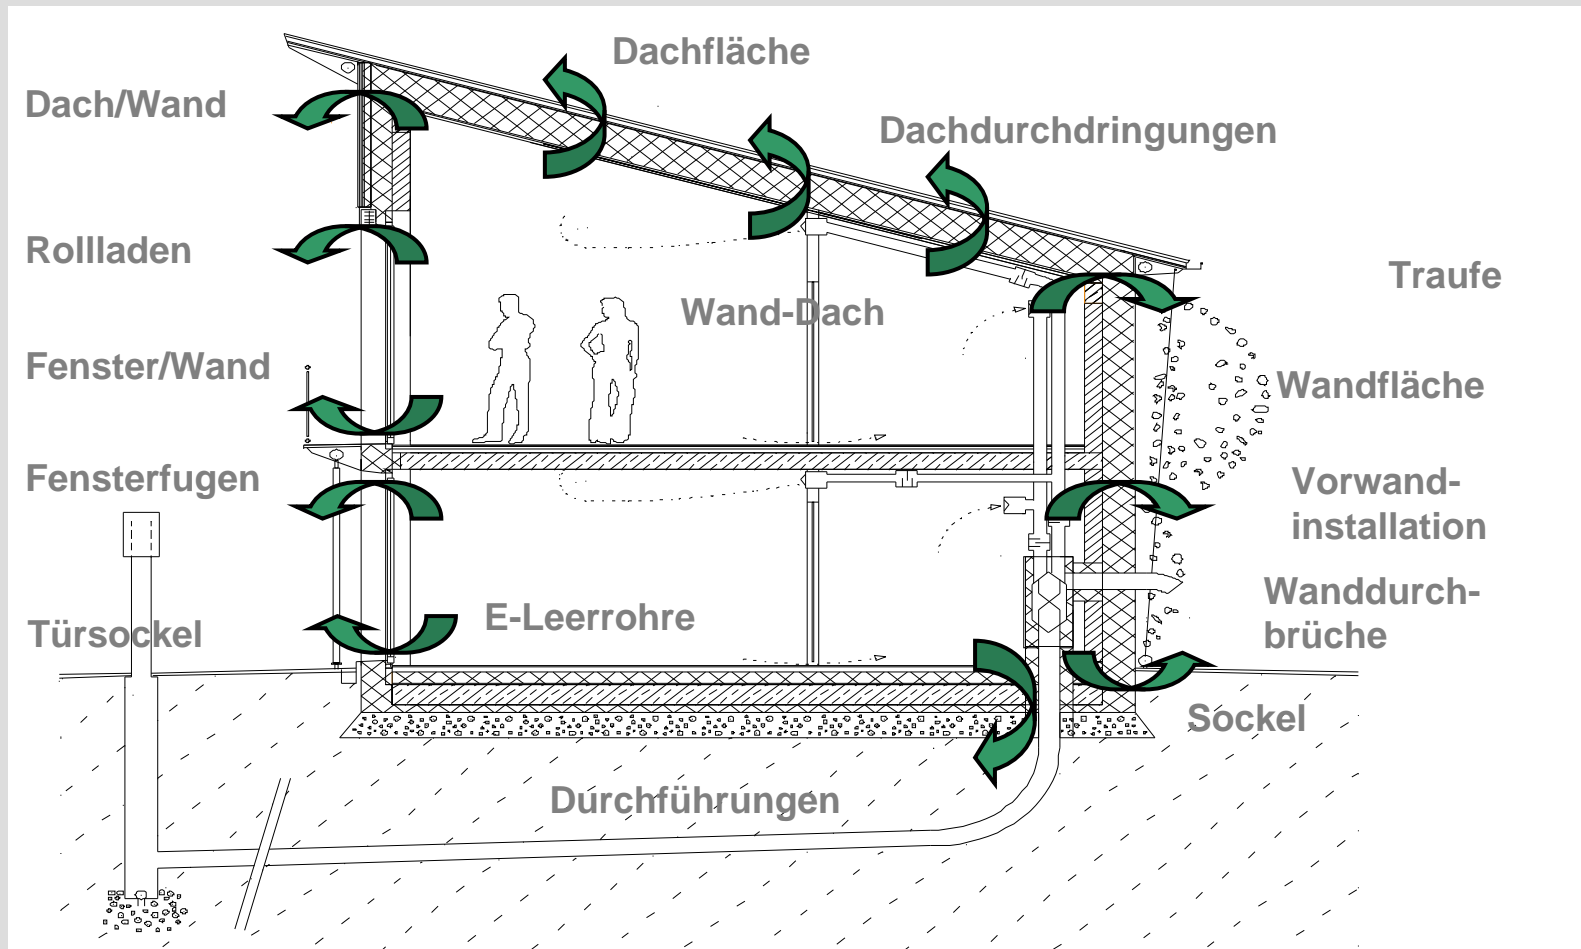 Dachfläche
Dach/Wand
Dachdurchdringungen
Rollladen
Traufe
Wand-Dach
Fenster/Wand
Wandfläche
Fensterfugen
Vorwand-
installation
Wanddurch-
brüche
E-Leerrohre
Türsockel
Sockel
Durchführungen